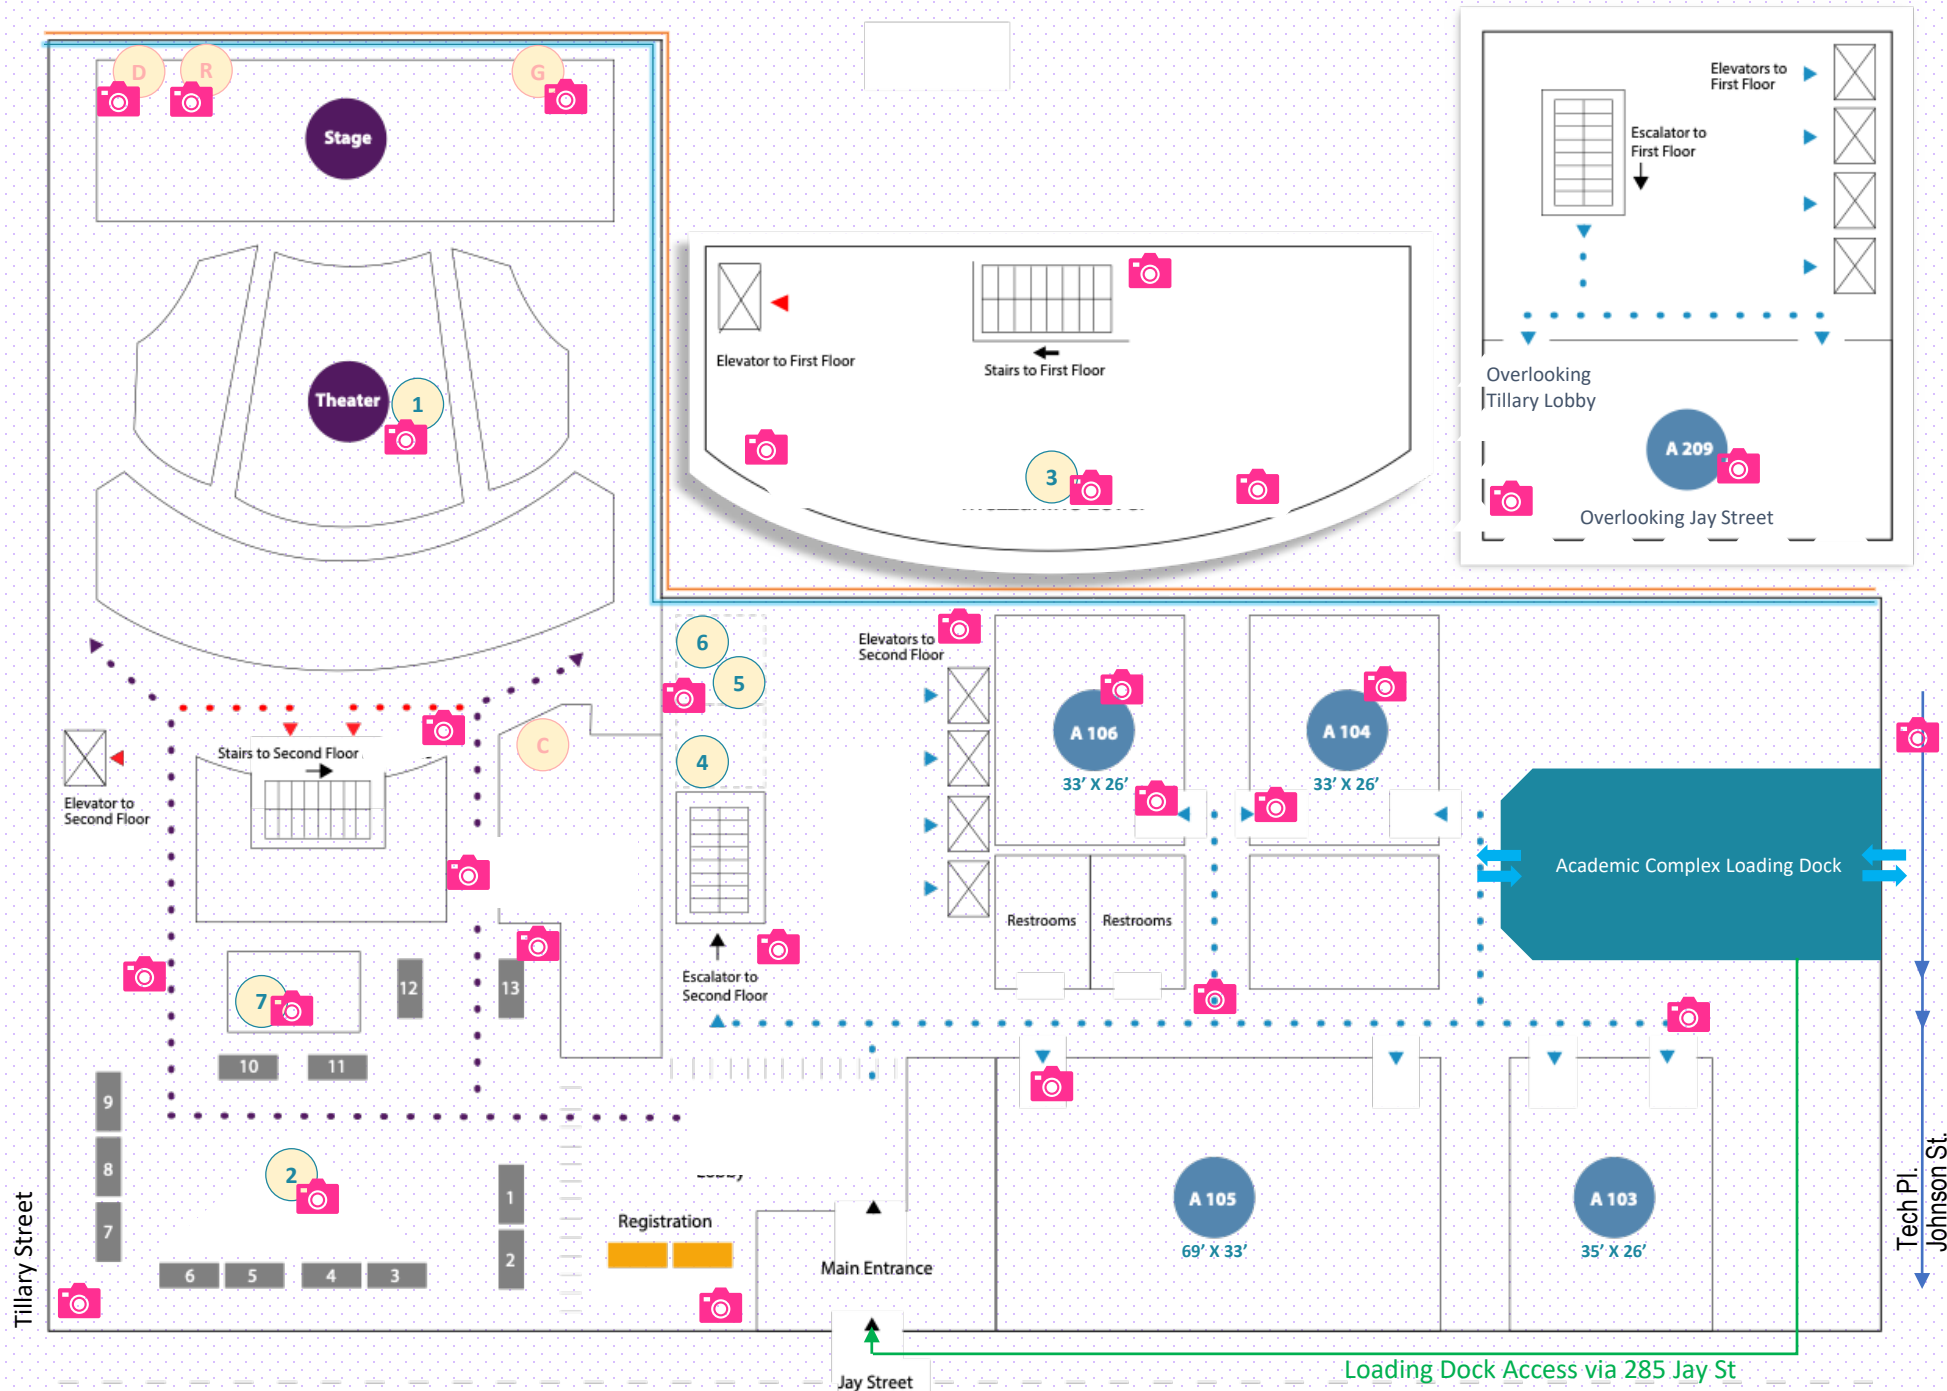 D
R
G
Stage
Theater
1
Elevator to First Floor
Stairs to First Floor
3
Elevators to
First Floor
Escalator to
First Floor
Overlooking
Tillary Lobby
A 209
Overlooking Jay Street
6
5
4
C
Elevators to
Second Floor
A 106
33’ X 26’
A 104
33’ X 26’
Stairs to Second Floor
Elevator to
Second Floor
Academic Complex Loading Dock
Restrooms
Restrooms
Escalator to
Second Floor
7
12
13
10
11
9
8
7
2
1
2
6
5
4
3
Lobby
Registration
Main Entrance
A 105
69’ X 33’
A 103
35’ X 26’
Tillary Street
Tech Pl.
Johnson St.
Loading Dock Access via 285 Jay St
Jay Street